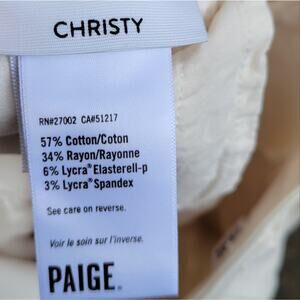 CHRISTY
RN#27002 CA#51217
57% Cotton/Coton
34% Rayon/Rayonne
6% Lycra® Elasterell-p
3% Lycra® Spandex
See care on reverse.
Voir le soin sur l'inverse.
PAIGE.